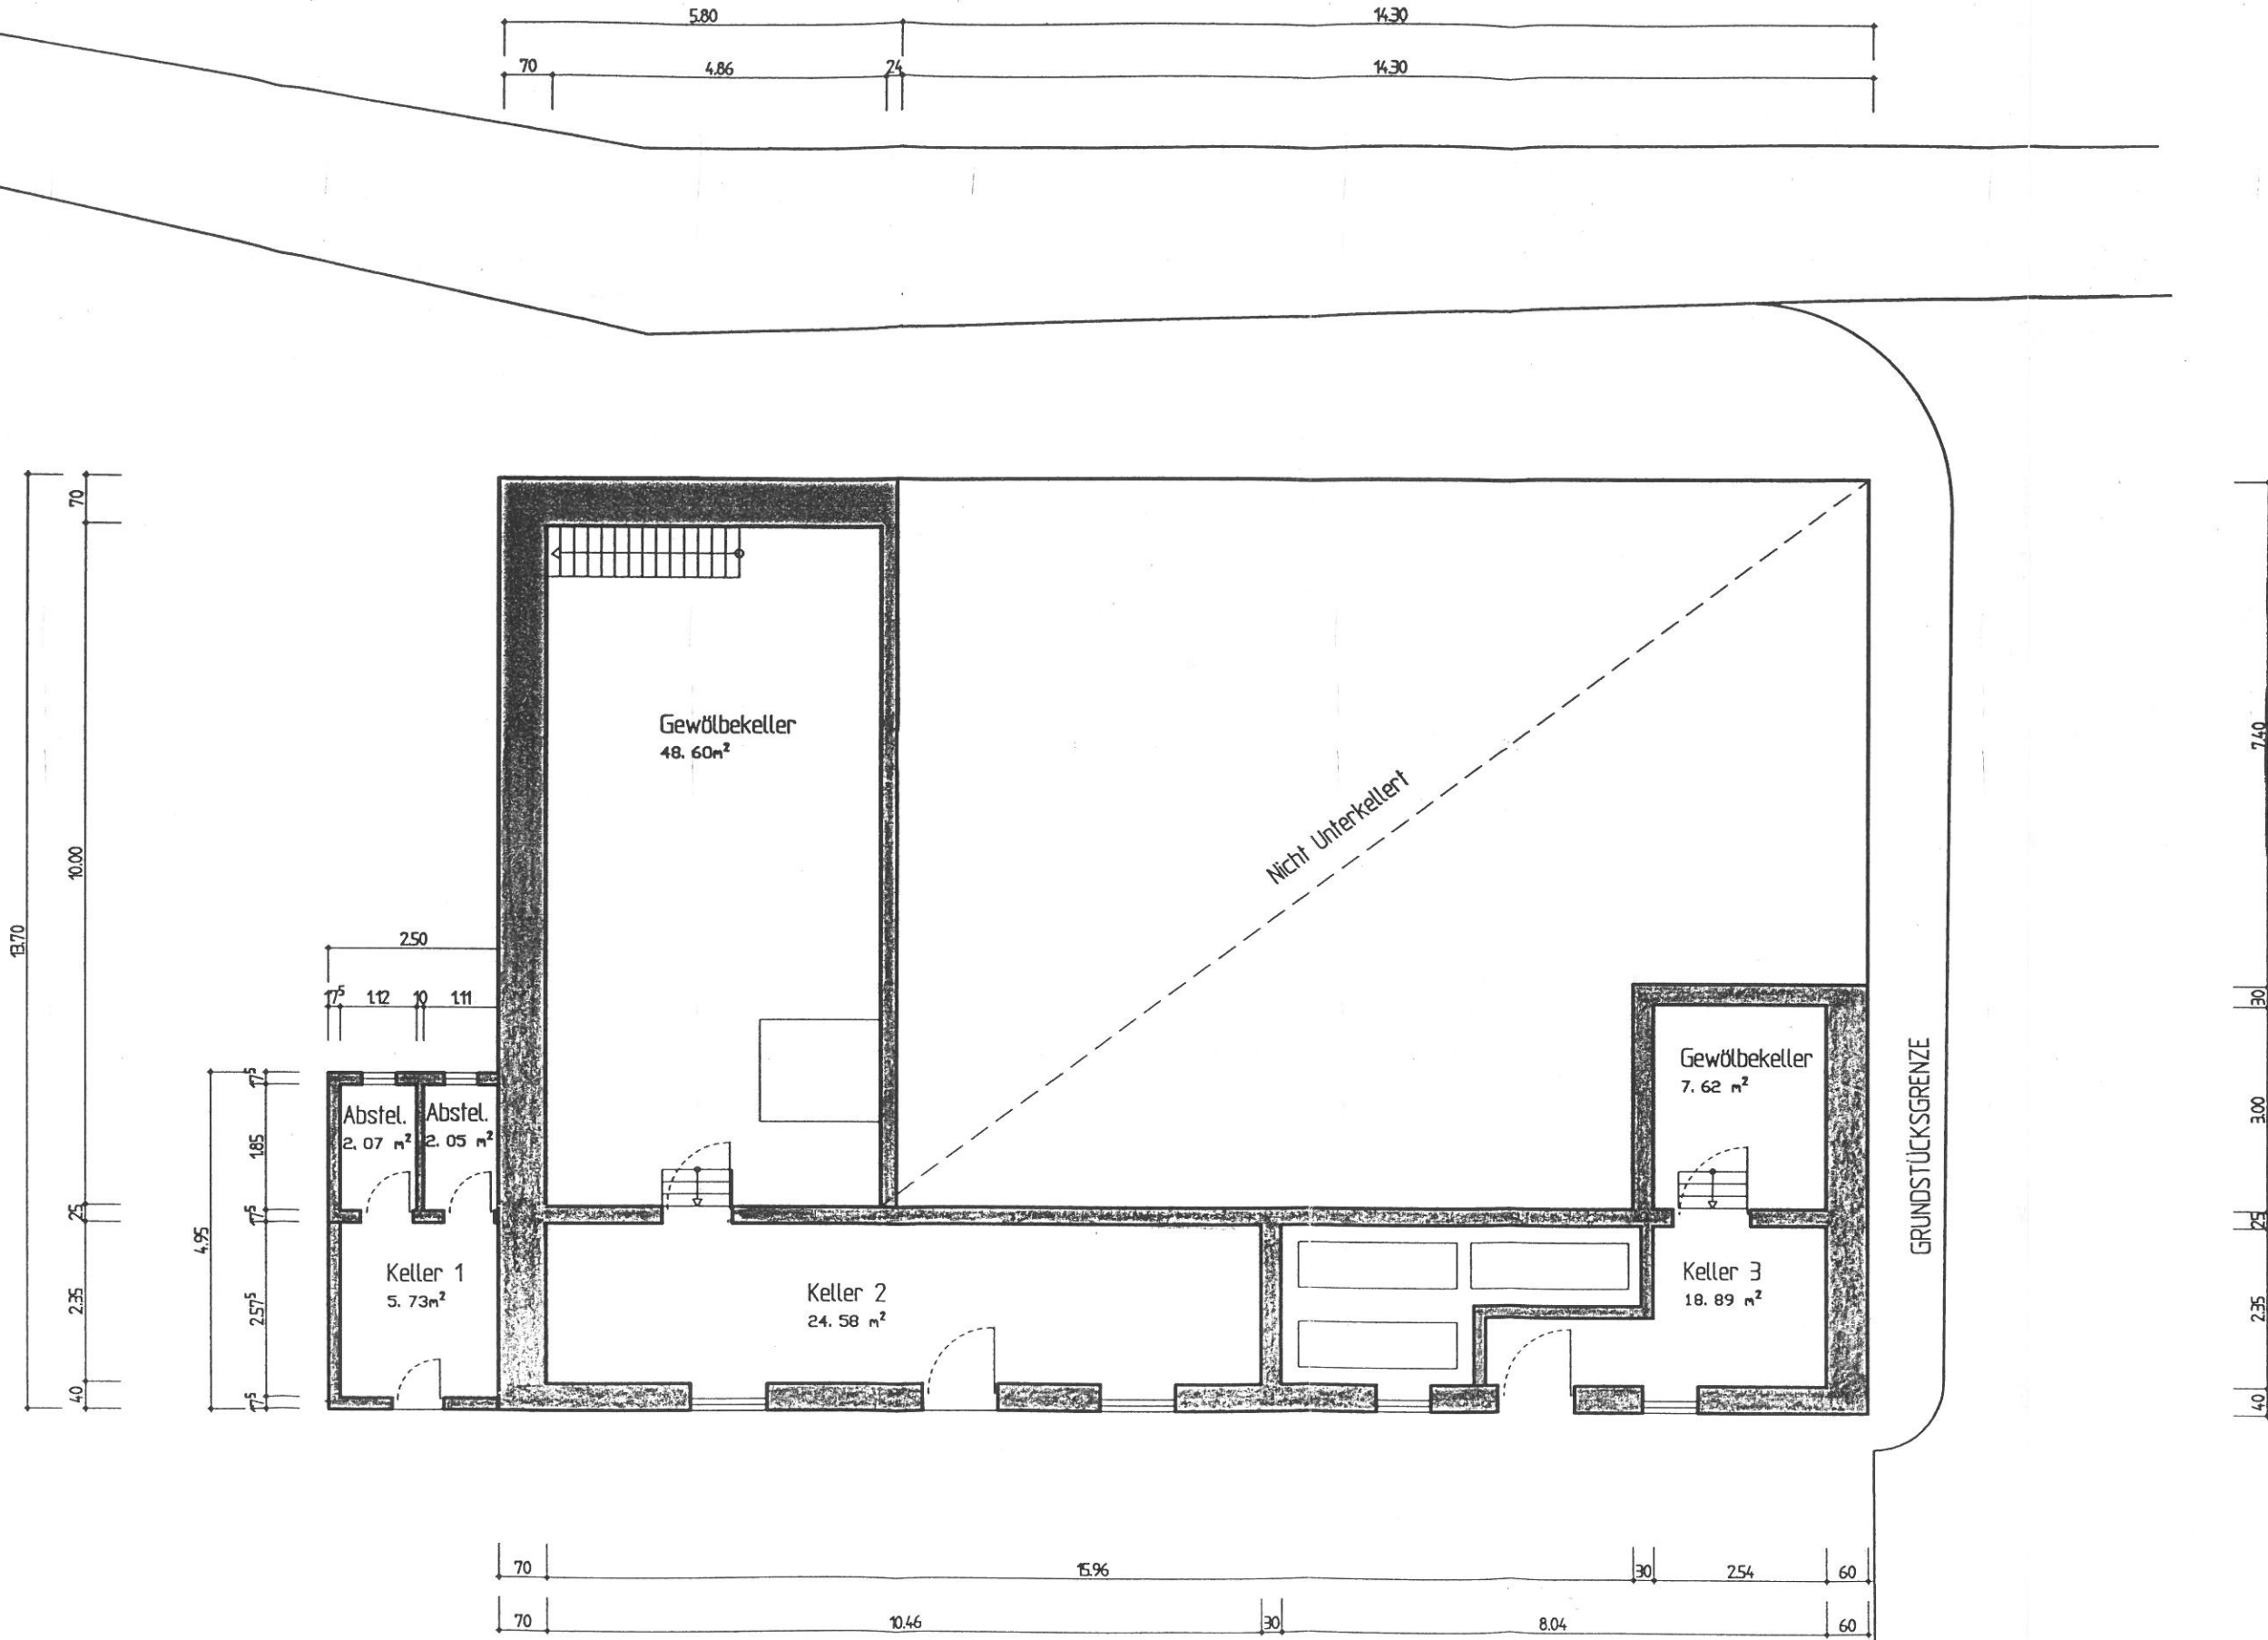 5.80
14.30
70
4.86
24
14.30
70
10.00
13.70
25
2.35
40
2.50
17⁵
1.12
10
1.11
4.95
17⁵
1.85
17⁵
2.57⁵
17⁵
Gewölbekeller
48.60m²
Nicht Unterkellert
Abstel.
2.07 m²
Abstel.
2.05 m²
Keller 1
5.73m²
Keller 2
24.58 m²
Gewölbekeller
7.62 m²
Keller 3
18.89 m²
GRUNDSTÜCKSGRENZE
7.40
30
3.00
25
2.35
40
70
15.96
30
2.54
60
70
10.46
30
8.04
60